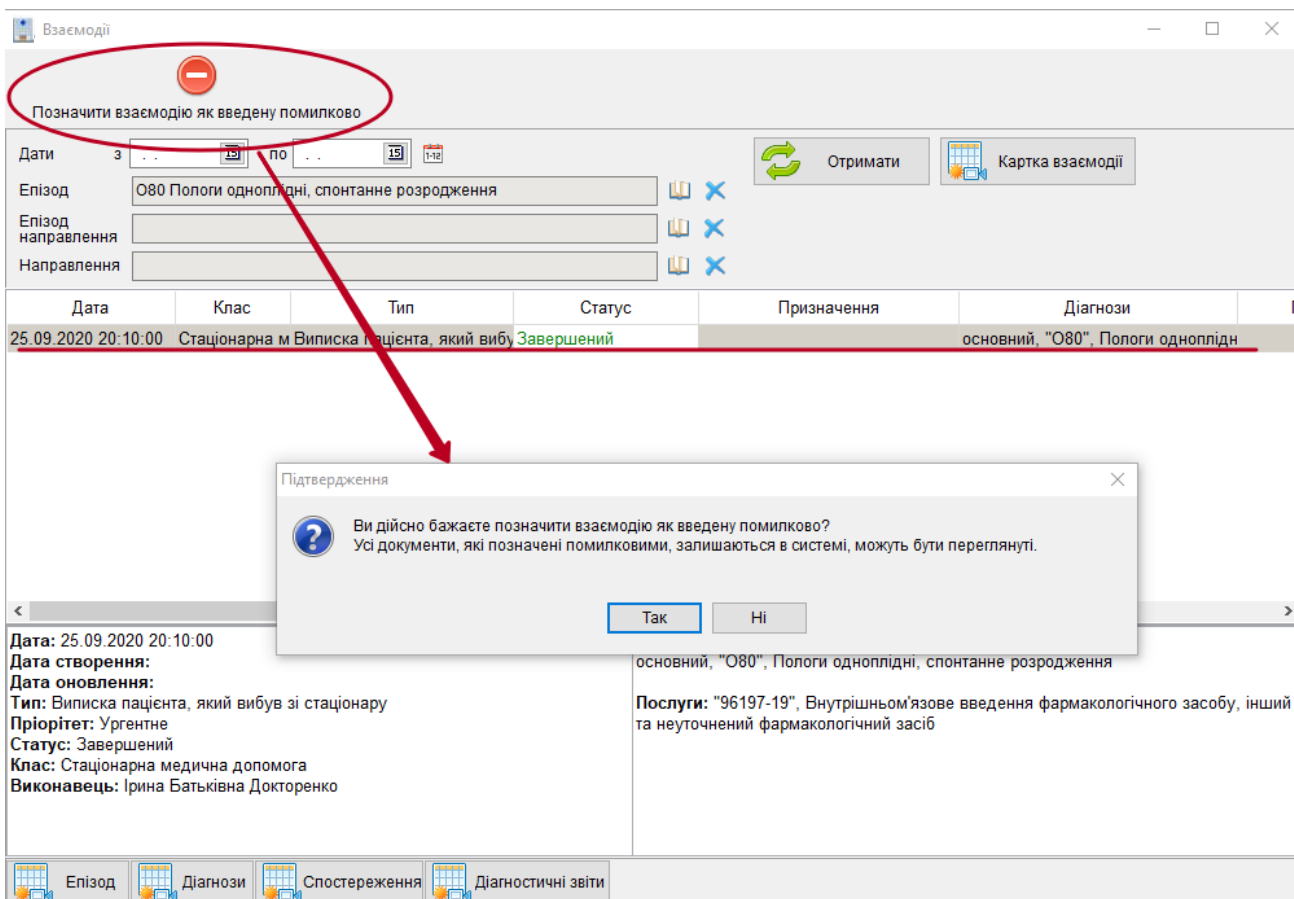 Взаємодії
Позначити взаємодію як введену помилково
Дати з . . 15 по . . 15 1-12
Отримати
Картка взаємодії
Епізод O80 Пологи одноплідні, спонтанне розродження
Епізод
направлення
Направлення
Дата Клас Тип Статус Призначення Діагнози
25.09.2020 20:10:00 Стаціонарна м Виписка пацієнта, який вибу Завершений основний, "O80", Пологи одноплідн
Підтвердження
Ви дійсно бажаєте позначити взаємодію як введену помилково?
Усі документи, які позначені помилковими, залишаються в системі, можуть бути переглянуті.
Так Ні
Дата: 25.09.2020 20:10:00
Дата створення:
Дата оновлення:
Тип: Виписка пацієнта, який вибув зі стаціонару
Пріорітет: Ургентне
Статус: Завершений
Клас: Стаціонарна медична допомога
Виконавець: Ірина Батьківна Докторенко
основний, "O80", Пологи одноплідні, спонтанне розродження
Послуги: "96197-19", Внутрішньом'язове введення фармакологічного засобу, інший
та неуточнений фармакологічний засіб
Епізод Діагнози Спостереження Діагностичні звіти